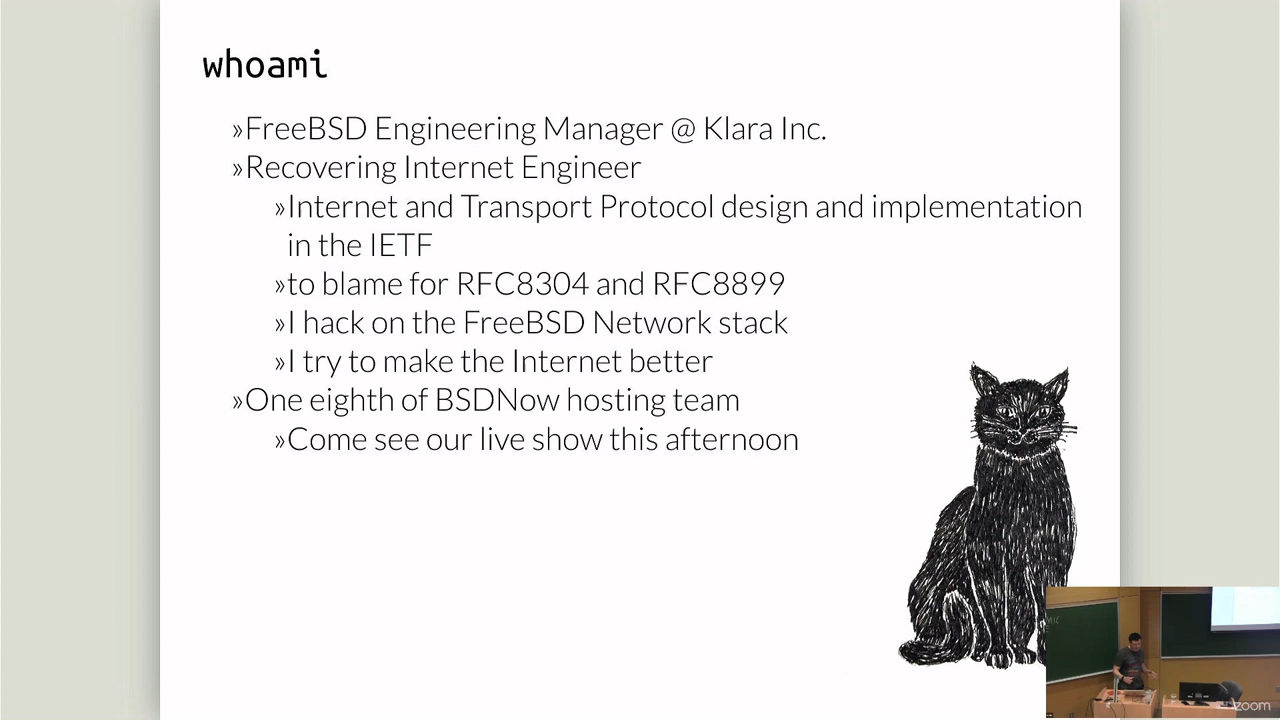 whoami
»FreeBSD Engineering Manager @ Klara Inc.
»Recovering Internet Engineer
»Internet and Transport Protocol design and implementation
in the IETF
»to blame for RFC8304 and RFC8899
»I hack on the FreeBSD Network stack
»I try to make the Internet better
»One eighth of BSDNow hosting team
»Come see our live show this afternoon
zoom